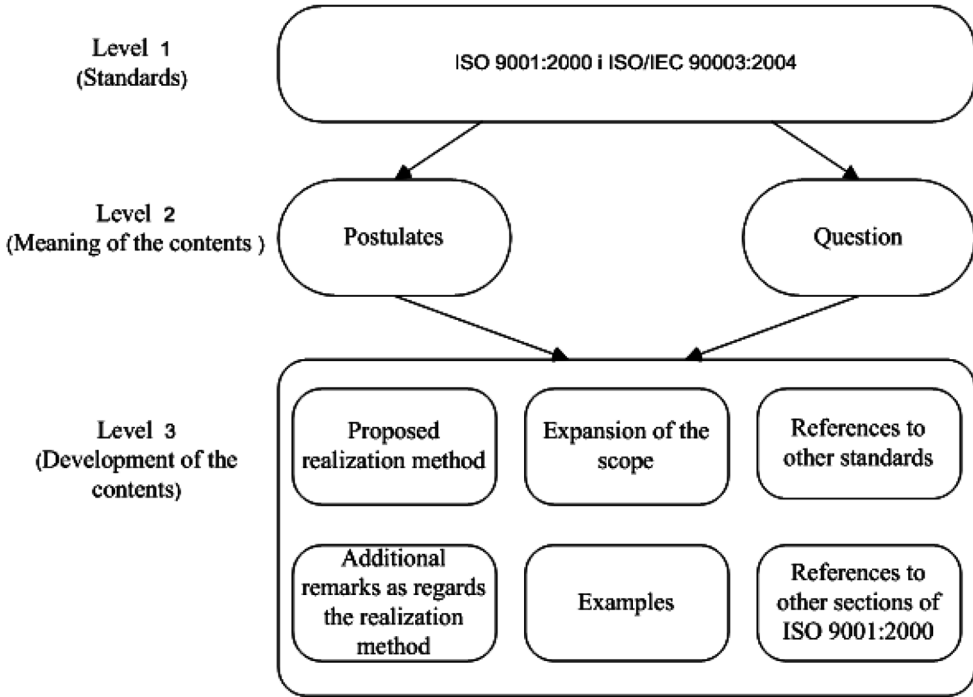 Level 1
(Standards)
ISO 9001:2000 i ISO/IEC 90003:2004
Level 2
(Meaning of the contents )
Postulates
Question
Level 3
(Development of the
contents)
Proposed
realization method
Expansion of the
scope
References to
other standards
Additional
remarks as regards
the realization
method
Examples
References to
other sections of
ISO 9001:2000